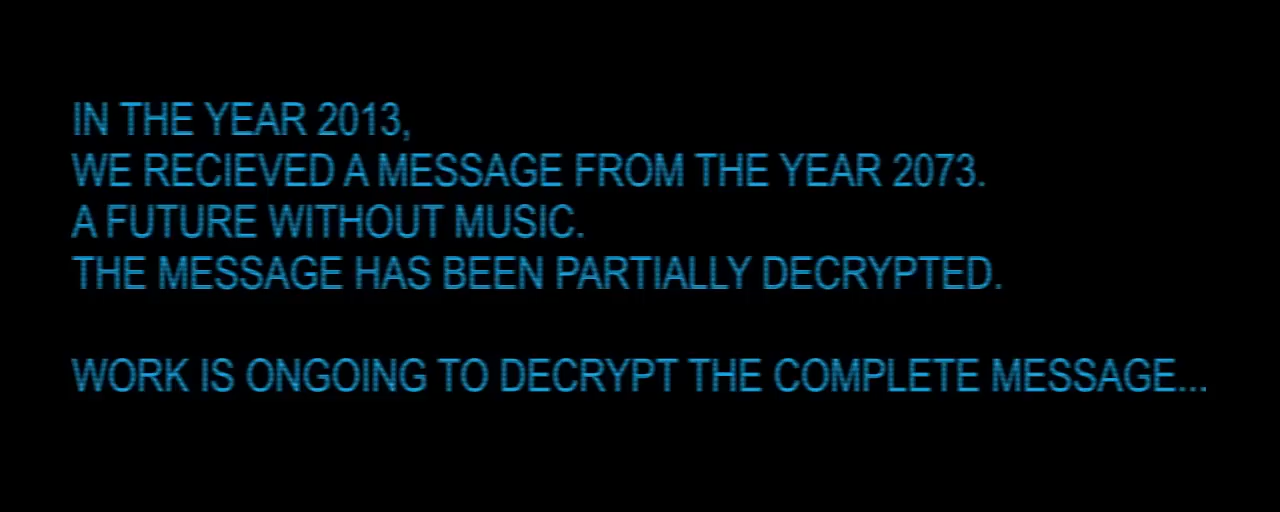 IN THE YEAR 2013,
WE RECIEVED A MESSAGE FROM THE YEAR 2073.
A FUTURE WITHOUT MUSIC.
THE MESSAGE HAS BEEN PARTIALLY DECRYPTED.
WORK IS ONGOING TO DECRYPT THE COMPLETE MESSAGE...